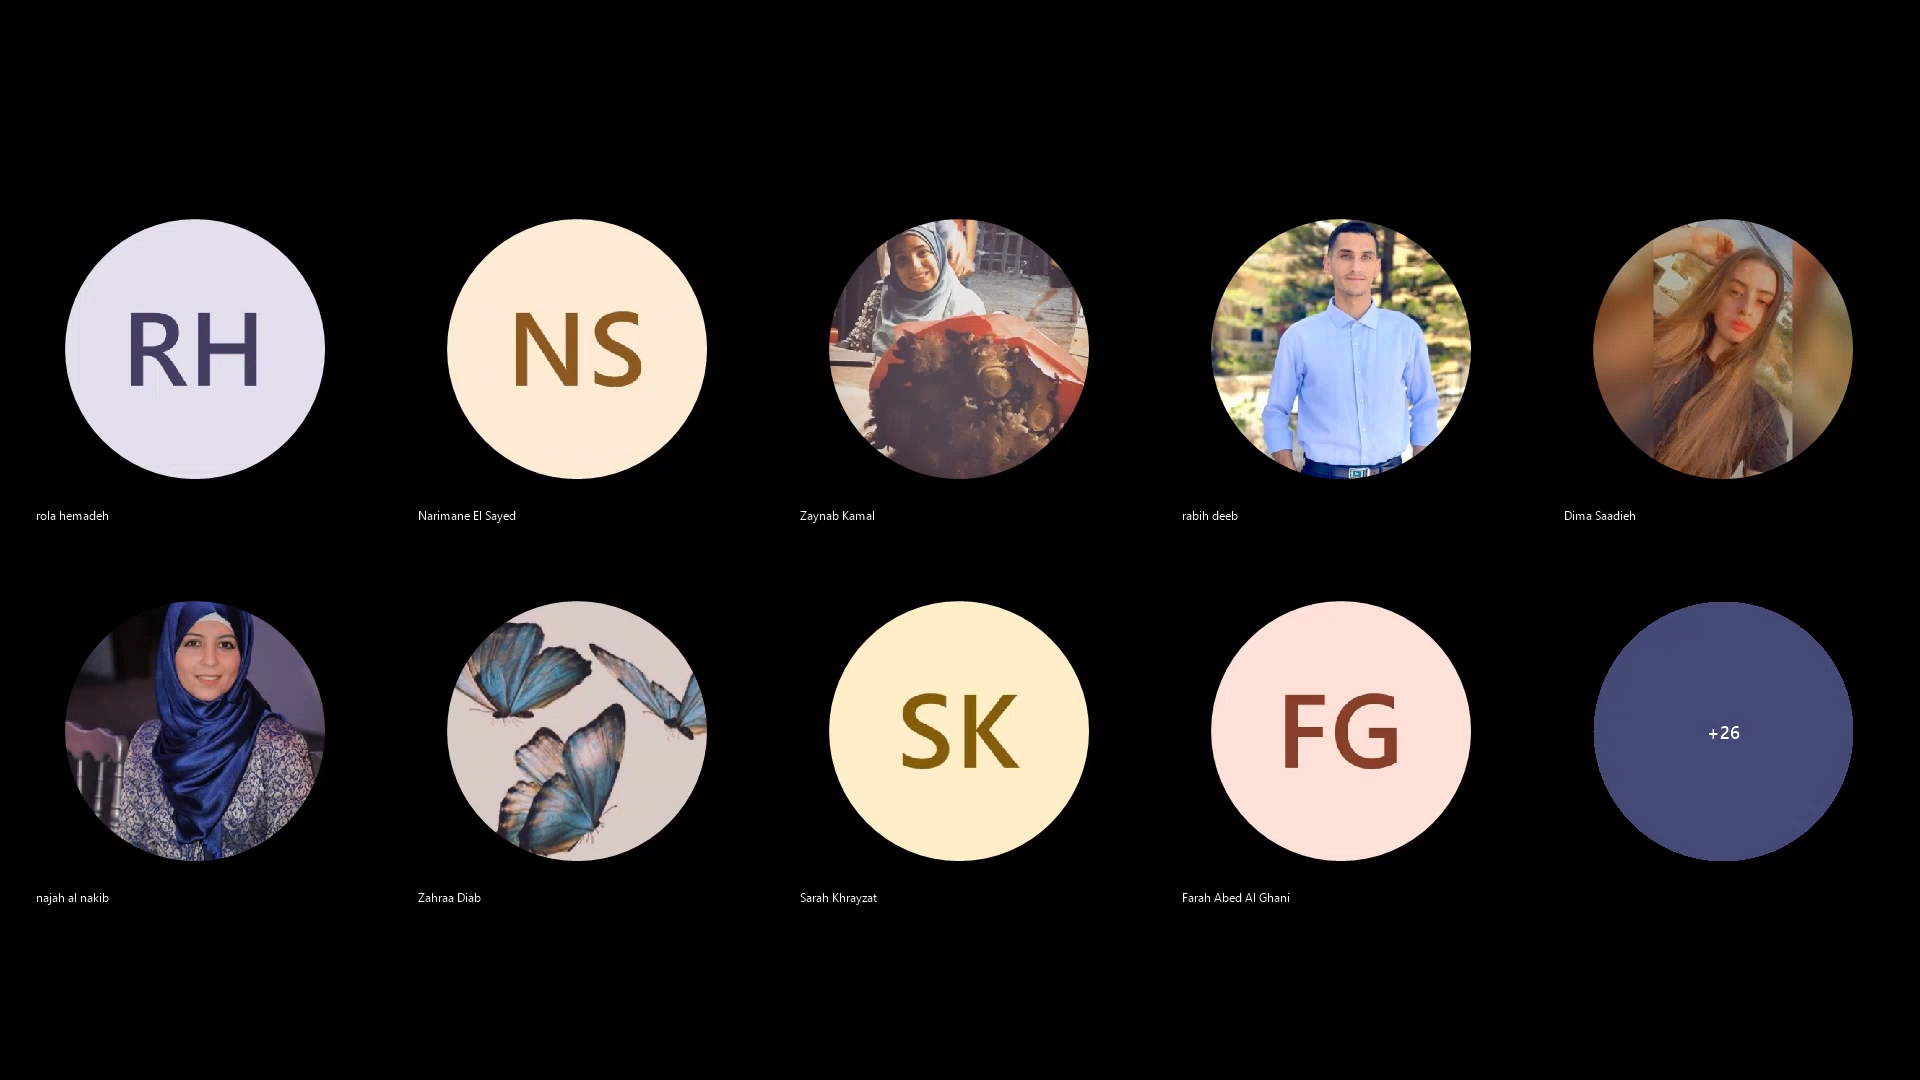 RH
NS
rola hemadeh
Narimane El Sayed
Zaynab Kamal
rabih deeb
Dima Saadieh
SK
FG
+26
najah al nakib
Zahraa Diab
Sarah Khrayzat
Farah Abed Al Ghani